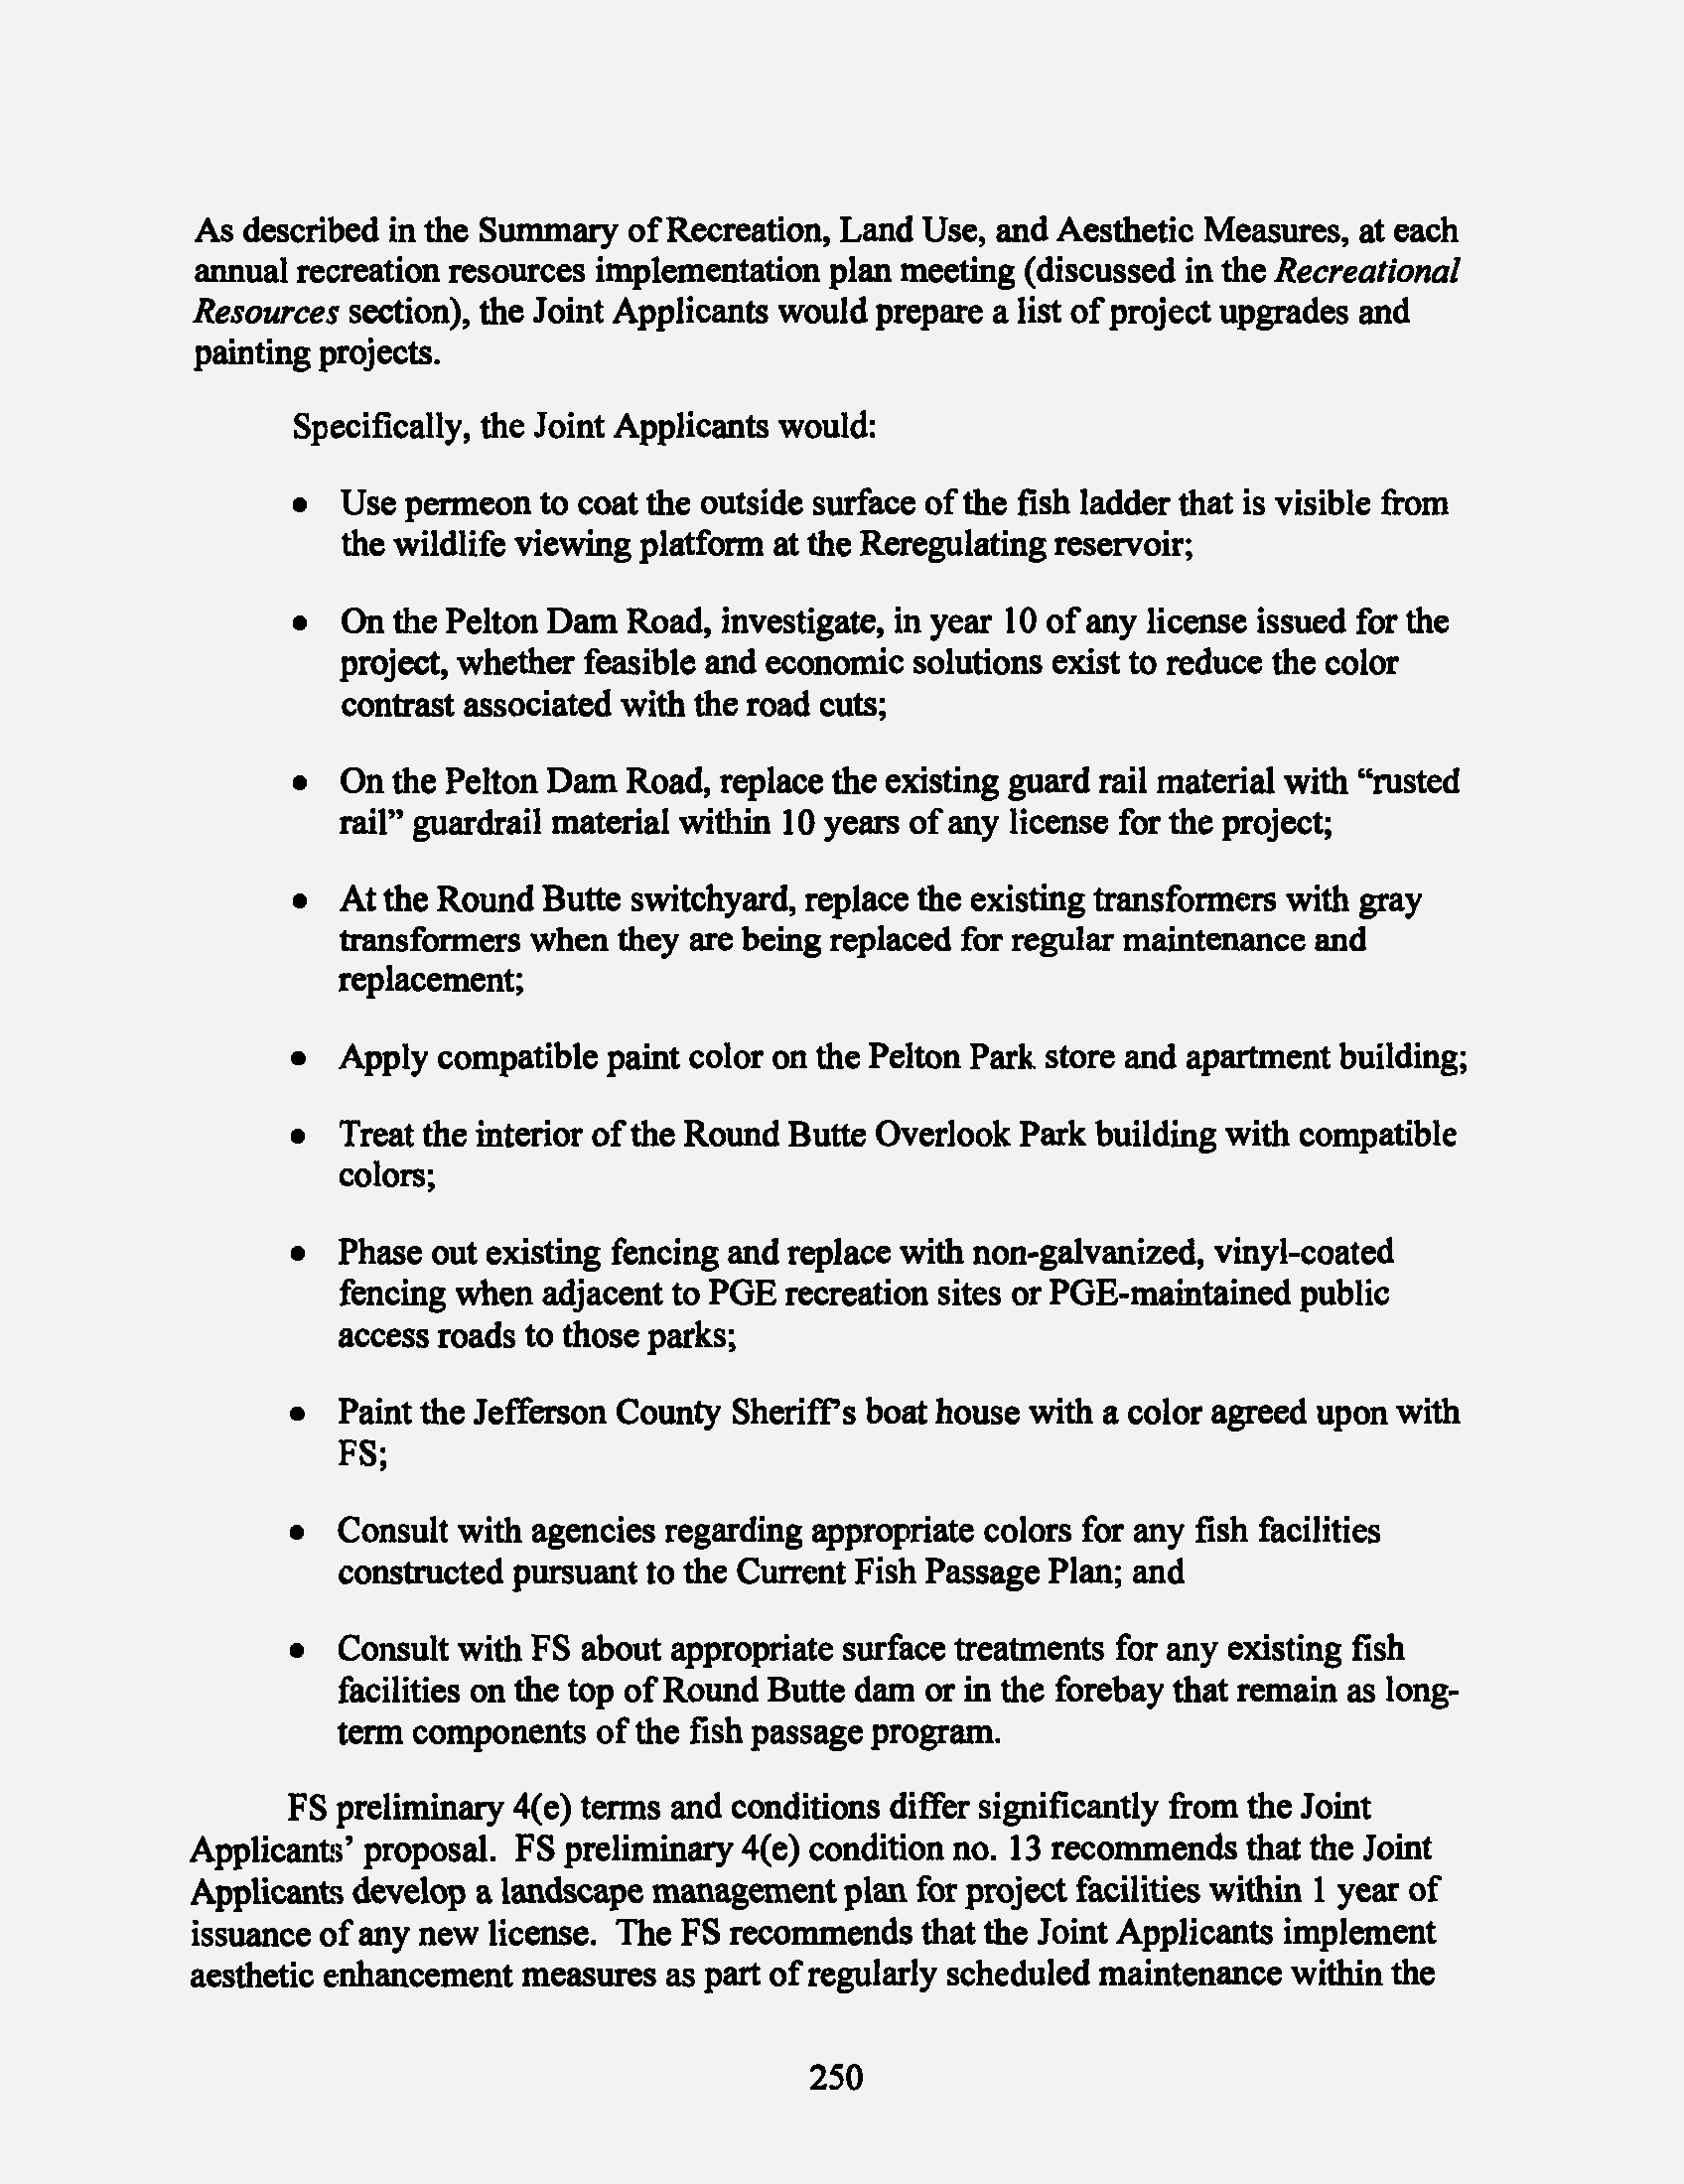 As described in the Summary of Recreation, Land Use, and Aesthetic Measures, at each
annual recreation resources implementation plan meeting (discussed in the Recreational
Resources section), the Joint Applicants would prepare a list of project upgrades and
painting projects.
Specifically, the Joint Applicants would:
• Use permeon to coat the outside surface of the fish ladder that is visible from
the wildlife viewing platform at the Reregulating reservoir;
• On the Pelton Dam Road, investigate, in year 10 of any license issued for the
project, whether feasible and economic solutions exist to reduce the color
contrast associated with the road cuts;
• On the Pelton Dam Road, replace the existing guard rail material with “rusted
rail” guardrail material within 10 years of any license for the project;
• At the Round Butte switchyard, replace the existing transformers with gray
transformers when they are being replaced for regular maintenance and
replacement;
• Apply compatible paint color on the Pelton Park store and apartment building;
• Treat the interior of the Round Butte Overlook Park building with compatible
colors;
• Phase out existing fencing and replace with non-galvanized, vinyl-coated
fencing when adjacent to PGE recreation sites or PGE-maintained public
access roads to those parks;
• Paint the Jefferson County Sheriff's boat house with a color agreed upon with
FS;
• Consult with agencies regarding appropriate colors for any fish facilities
constructed pursuant to the Current Fish Passage Plan; and
• Consult with FS about appropriate surface treatments for any existing fish
facilities on the top of Round Butte dam or in the forebay that remain as long-
term components of the fish passage program.
FS preliminary 4(e) terms and conditions differ significantly from the Joint
Applicants’ proposal. FS preliminary 4(e) condition no. 13 recommends that the Joint
Applicants develop a landscape management plan for project facilities within 1 year of
issuance of any new license. The FS recommends that the Joint Applicants implement
aesthetic enhancement measures as part of regularly scheduled maintenance within the
250